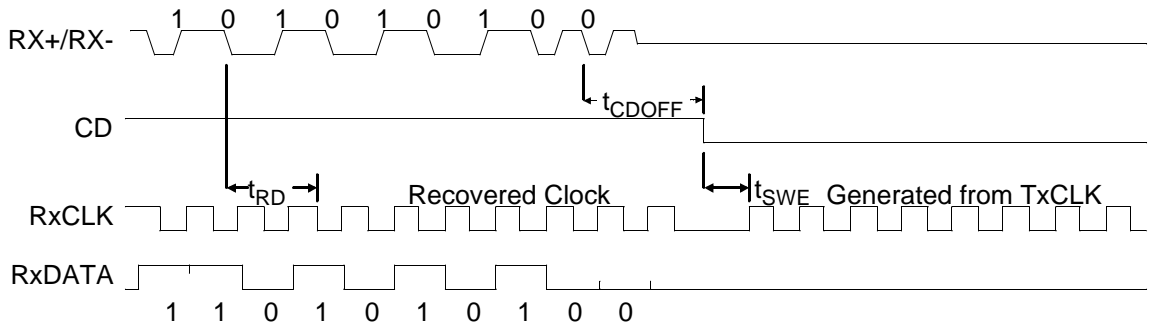 1 0 1 0 1 0 1 0 0
RX+/RX-
tCDOFF
CD
tRD
Recovered Clock
tSWE
Generated from TxCLK
RxCLK
RxDATA
1 1 0 1 0 1 0 1 0 0